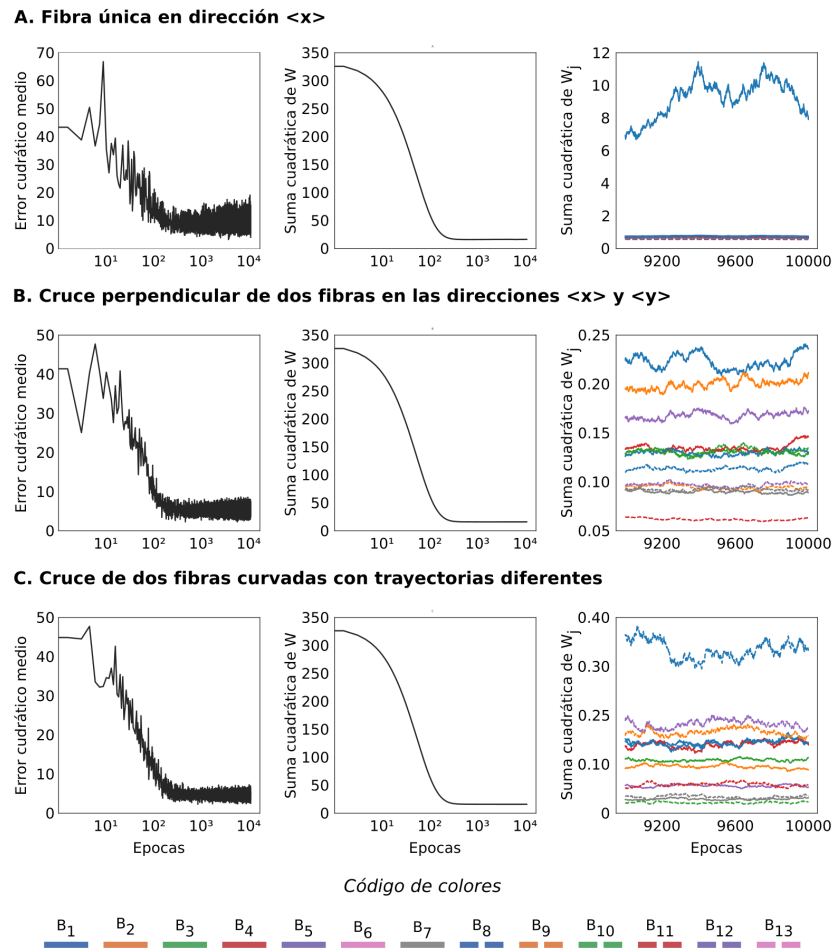 A. Fibra única en dirección <x>
Error cudrático medio
70
60
50
40
30
20
10
0
10¹ 10² 10³ 10⁴
Suma cuadrática de W
350
300
250
200
150
100
50
0
10¹ 10² 10³ 10⁴
Suma cuadrática de Wj
12
10
8
6
4
2
0
9200 9600 10000
B. Cruce perpendicular de dos fibras en las direcciones <x> y <y>
Error cudrático medio
50
40
30
20
10
0
10¹ 10² 10³ 10⁴
Suma cuadrática de W
350
300
250
200
150
100
50
0
10¹ 10² 10³ 10⁴
Suma cuadrática de Wj
0.25
0.20
0.15
0.10
0.05
9200 9600 10000
C. Cruce de dos fibras curvadas con trayectorias diferentes
Error cudrático medio
50
40
30
20
10
0
10¹ 10² 10³ 10⁴
Epocas
Suma cuadrática de W
350
300
250
200
150
100
50
0
10¹ 10² 10³ 10⁴
Epocas
Suma cuadrática de Wj
0.40
0.30
0.25
0.10
0
9200 9600 10000
Epocas
Código de colores
B1 B2 B3 B4 B5 B6 B7 B8 B9 B10 B11 B12 B13